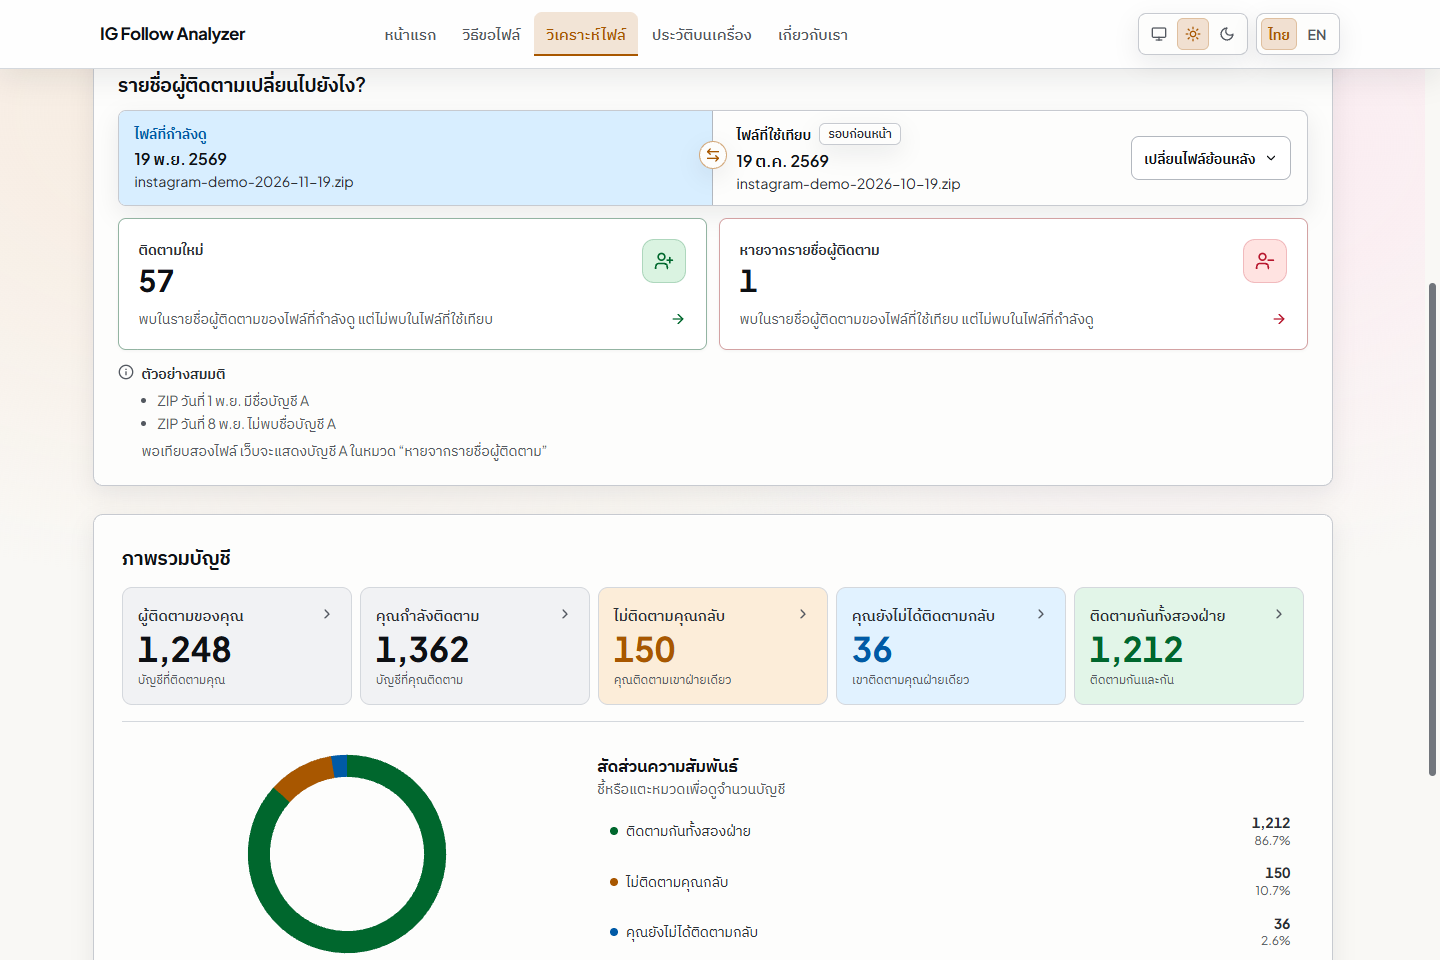 IG Follow Analyzer
หน้าแรก
วิธีขอไฟล์
วิเคราะห์ไฟล์
ประวัติบนเครื่อง
เกี่ยวกับเรา
ไทย
EN
รายชื่อผู้ติดตามเปลี่ยนไปยังไง?
ไฟล์ที่กำลังดู
19 พ.ย. 2569
instagram-demo-2026-11-19.zip
ไฟล์ที่ใช้เทียบ
รอบก่อนหน้า
19 ต.ค. 2569
instagram-demo-2026-10-19.zip
เปลี่ยนไฟล์ย้อนหลัง
ติดตามใหม่
57
พบในรายชื่อผู้ติดตามของไฟล์ที่กำลังดู แต่ไม่พบในไฟล์ที่ใช้เทียบ
หายจากรายชื่อผู้ติดตาม
1
พบในรายชื่อผู้ติดตามของไฟล์ที่ใช้เทียบ แต่ไม่พบในไฟล์ที่กำลังดู
ตัวอย่างสมมติ
ZIP วันที่ 1 พ.ย. มีชื่อบัญชี A
ZIP วันที่ 8 พ.ย. ไม่พบชื่อบัญชี A
พอเทียบสองไฟล์ เว็บจะแสดงบัญชี A ในหมวด “หายจากรายชื่อผู้ติดตาม”
ภาพรวมบัญชี
ผู้ติดตามของคุณ
1,248
บัญชีที่ติดตามคุณ
คุณกำลังติดตาม
1,362
บัญชีที่คุณติดตาม
ไม่ติดตามคุณกลับ
150
คุณติดตามเขาฝ่ายเดียว
คุณยังไม่ได้ติดตามกลับ
36
เขาติดตามคุณฝ่ายเดียว
ติดตามกันทั้งสองฝ่าย
1,212
ติดตามกันและกัน
สัดส่วนความสัมพันธ์
ชี้หรือแตะหมวดเพื่อดูจำนวนบัญชี
ติดตามกันทั้งสองฝ่าย
1,212
86.7%
ไม่ติดตามคุณกลับ
150
10.7%
คุณยังไม่ได้ติดตามกลับ
36
2.6%